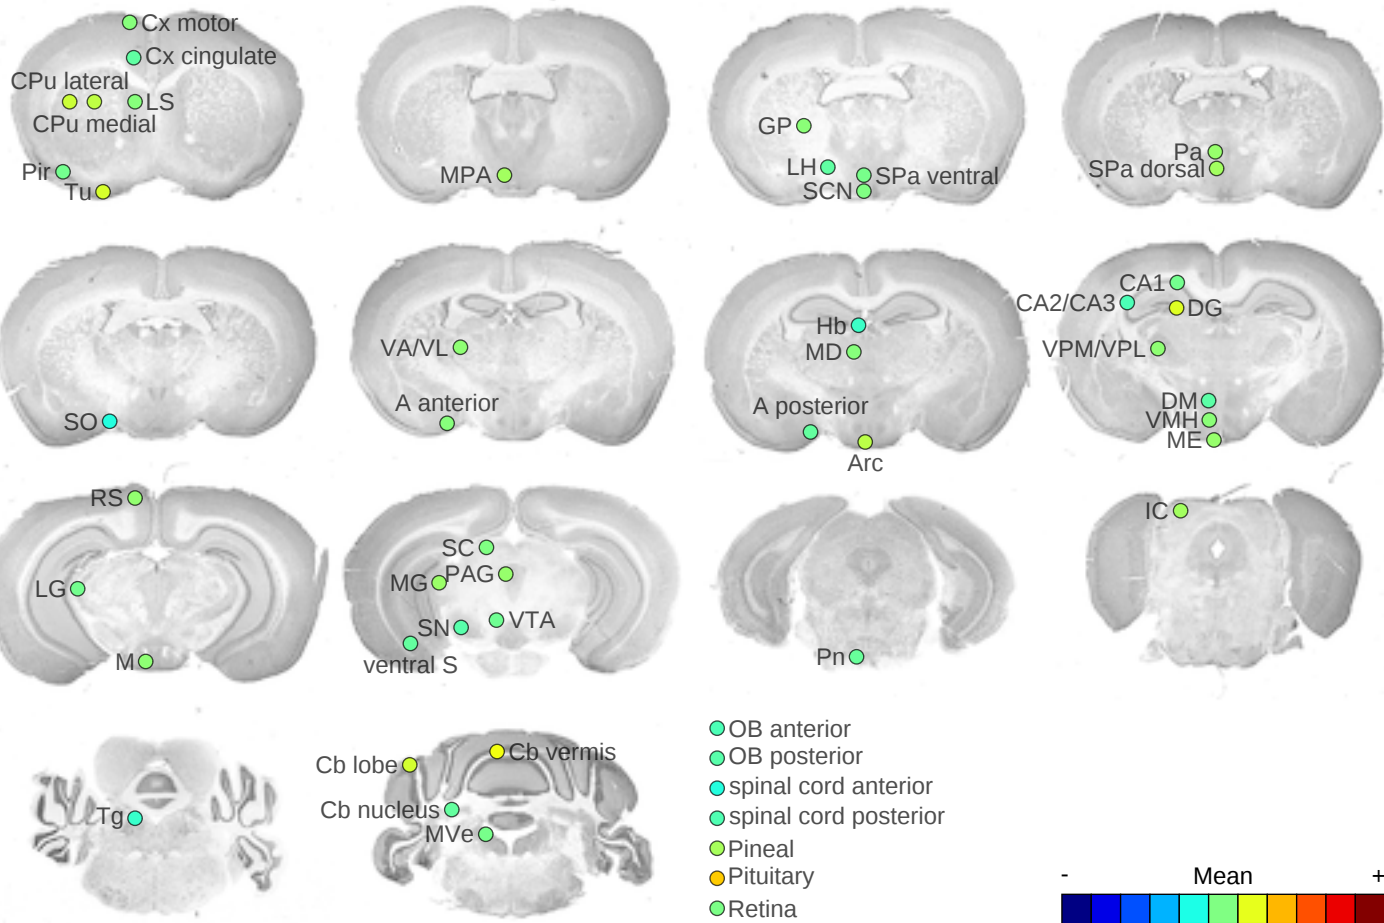 Cx motor
Cx cingulate
CPu lateral
LS
CPu medial
Pir
Tu
MPA
GP
LH
SPa ventral
SCN
Pa
SPa dorsal
SO
VA/VL
A anterior
Hb
MD
A posterior
Arc
CA1
CA2/CA3
DG
VPM/VPL
DM
VMH
ME
RS
LG
M
SC
MG
PAG
SN
VTA
ventral S
Pn
IC
Tg
Cb lobe
Cb vermis
Cb nucleus
MVe
OB anterior
OB posterior
spinal cord anterior
spinal cord posterior
Pineal
Pituitary
Retina
- Mean +